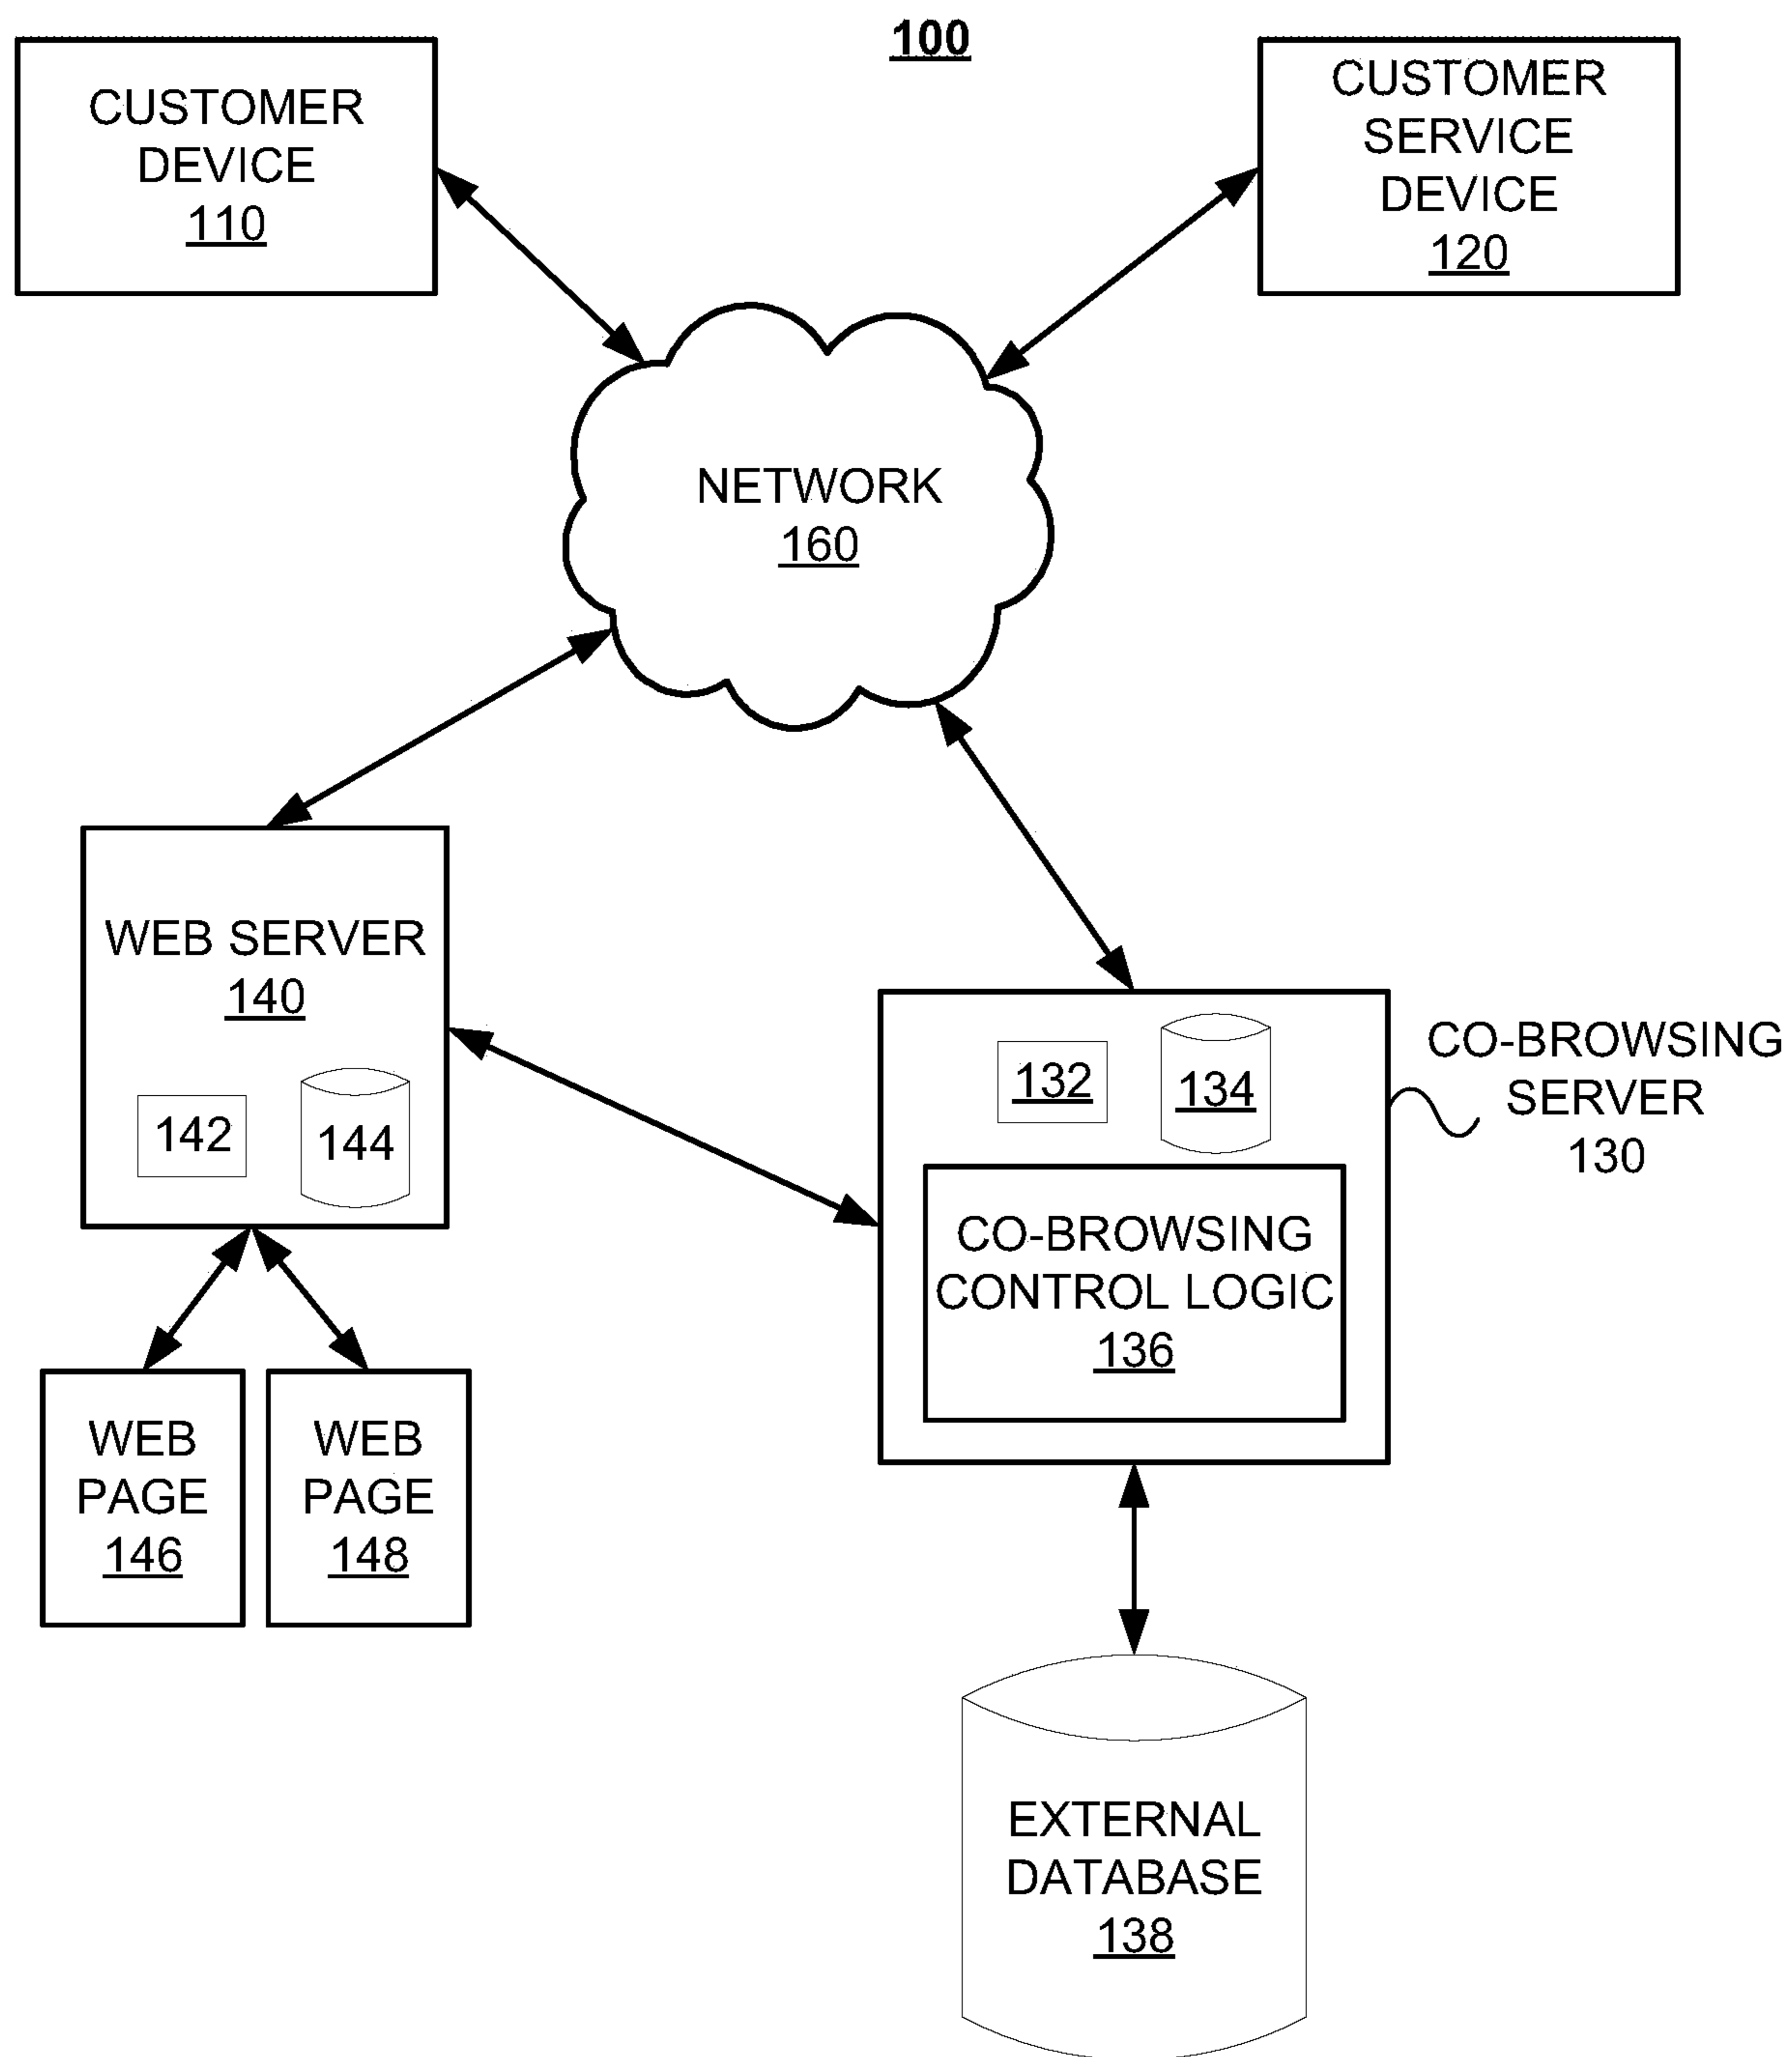 100
CUSTOMER
DEVICE
110
CUSTOMER
SERVICE
DEVICE
120
NETWORK
160
WEB SERVER
140
142
144
132
134
CO-BROWSING
SERVER
130
CO-BROWSING
CONTROL LOGIC
136
WEB
PAGE
146
WEB
PAGE
148
EXTERNAL
DATABASE
138